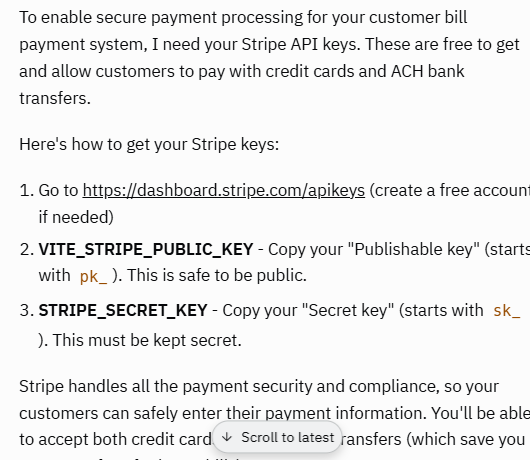 To enable secure payment processing for your customer bill
payment system, I need your Stripe API keys. These are free to get
and allow customers to pay with credit cards and ACH bank
transfers.
Here's how to get your Stripe keys:
1. Go to https://dashboard.stripe.com/apikeys (create a free account
if needed)
2. VITE_STRIPE_PUBLIC_KEY - Copy your "Publishable key" (starts
with pk_ ). This is safe to be public.
3. STRIPE_SECRET_KEY - Copy your "Secret key" (starts with sk_
). This must be kept secret.
Stripe handles all the payment security and compliance, so your
customers can safely enter their payment information. You'll be able
to accept both credit card transfers (which save you
↓ Scroll to latest